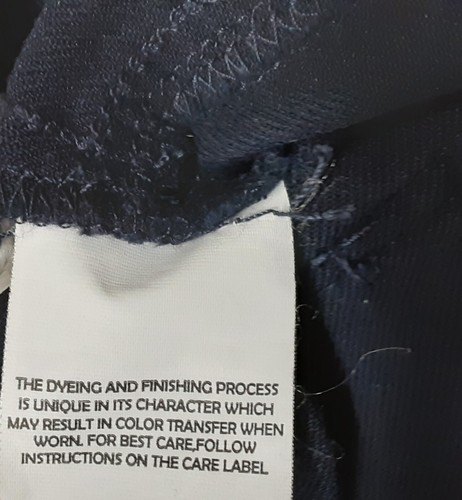 THE DYEING AND FINISHING PROCESS
IS UNIQUE IN ITS CHARACTER WHICH
MAY RESULT IN COLOR TRANSFER WHEN
WORN. FOR BEST CARE,FOLLOW
INSTRUCTIONS ON THE CARE LABEL